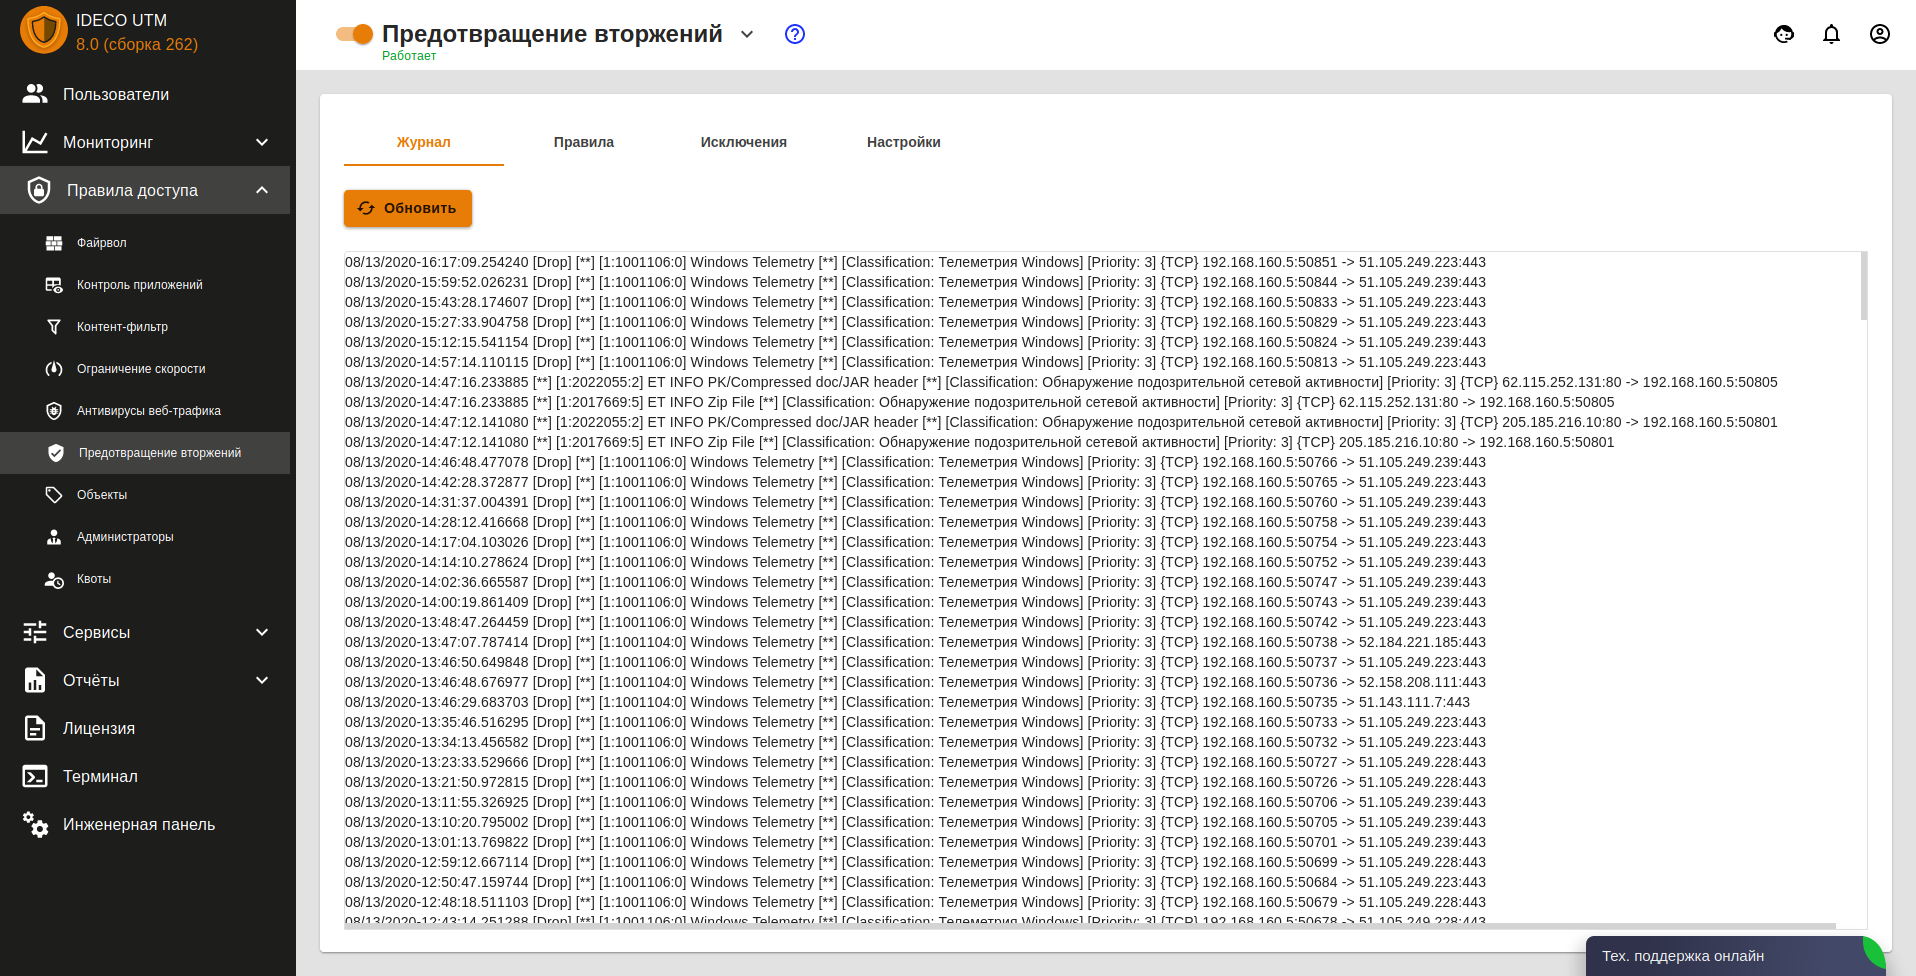 IDECO UTM
8.0 (сборка 262)
Пользователи
Мониторинг
Правила доступа
Файрвол
Контроль приложений
Контент-фильтр
Ограничение скорости
Антивирусы веб-трафика
Предотвращение вторжений
Объекты
Администраторы
Квоты
Сервисы
Отчёты
Лицензия
Терминал
Инженерная панель
Предотвращение вторжений
Работает
Журнал Правила Исключения Настройки
Обновить
08/13/2020-16:17:09.254240 [Drop] [**] [1:1001106:0] Windows Telemetry [**] [Classification: Телеметрия Windows] [Priority: 3] {TCP} 192.168.160.5:50851 -> 51.105.249.223:443
08/13/2020-15:59:52.026231 [Drop] [**] [1:1001106:0] Windows Telemetry [**] [Classification: Телеметрия Windows] [Priority: 3] {TCP} 192.168.160.5:50844 -> 51.105.249.239:443
08/13/2020-15:43:28.174607 [Drop] [**] [1:1001106:0] Windows Telemetry [**] [Classification: Телеметрия Windows] [Priority: 3] {TCP} 192.168.160.5:50833 -> 51.105.249.223:443
08/13/2020-15:27:33.904758 [Drop] [**] [1:1001106:0] Windows Telemetry [**] [Classification: Телеметрия Windows] [Priority: 3] {TCP} 192.168.160.5:50829 -> 51.105.249.223:443
08/13/2020-15:12:15.541154 [Drop] [**] [1:1001106:0] Windows Telemetry [**] [Classification: Телеметрия Windows] [Priority: 3] {TCP} 192.168.160.5:50824 -> 51.105.249.239:443
08/13/2020-14:57:14.110115 [Drop] [**] [1:1001106:0] Windows Telemetry [**] [Classification: Телеметрия Windows] [Priority: 3] {TCP} 192.168.160.5:50813 -> 51.105.249.223:443
08/13/2020-14:47:16.233885 [**] [1:2022055:2] ET INFO PK/Compressed doc/JAR header [**] [Classification: Обнаружение подозрительной сетевой активности] [Priority: 3] {TCP} 62.115.252.131:80 -> 192.168.160.5:50805
08/13/2020-14:47:16.233885 [**] [1:2017669:5] ET INFO Zip File [**] [Classification: Обнаружение подозрительной сетевой активности] [Priority: 3] {TCP} 62.115.252.131:80 -> 192.168.160.5:50805
08/13/2020-14:47:12.141080 [**] [1:2022055:2] ET INFO PK/Compressed doc/JAR header [**] [Classification: Обнаружение подозрительной сетевой активности] [Priority: 3] {TCP} 205.185.216.10:80 -> 192.168.160.5:50801
08/13/2020-14:47:12.141080 [**] [1:2017669:5] ET INFO Zip File [**] [Classification: Обнаружение подозрительной сетевой активности] [Priority: 3] {TCP} 205.185.216.10:80 -> 192.168.160.5:50801
08/13/2020-14:46:48.477078 [Drop] [**] [1:1001106:0] Windows Telemetry [**] [Classification: Телеметрия Windows] [Priority: 3] {TCP} 192.168.160.5:50766 -> 51.105.249.239:443
08/13/2020-14:42:28.372877 [Drop] [**] [1:1001106:0] Windows Telemetry [**] [Classification: Телеметрия Windows] [Priority: 3] {TCP} 192.168.160.5:50765 -> 51.105.249.223:443
08/13/2020-14:31:37.004391 [Drop] [**] [1:1001106:0] Windows Telemetry [**] [Classification: Телеметрия Windows] [Priority: 3] {TCP} 192.168.160.5:50760 -> 51.105.249.239:443
08/13/2020-14:28:12.416668 [Drop] [**] [1:1001106:0] Windows Telemetry [**] [Classification: Телеметрия Windows] [Priority: 3] {TCP} 192.168.160.5:50758 -> 51.105.249.239:443
08/13/2020-14:17:04.103026 [Drop] [**] [1:1001106:0] Windows Telemetry [**] [Classification: Телеметрия Windows] [Priority: 3] {TCP} 192.168.160.5:50754 -> 51.105.249.223:443
08/13/2020-14:14:10.278624 [Drop] [**] [1:1001106:0] Windows Telemetry [**] [Classification: Телеметрия Windows] [Priority: 3] {TCP} 192.168.160.5:50752 -> 51.105.249.239:443
08/13/2020-14:02:36.665587 [Drop] [**] [1:1001106:0] Windows Telemetry [**] [Classification: Телеметрия Windows] [Priority: 3] {TCP} 192.168.160.5:50747 -> 51.105.249.239:443
08/13/2020-14:00:19.861409 [Drop] [**] [1:1001106:0] Windows Telemetry [**] [Classification: Телеметрия Windows] [Priority: 3] {TCP} 192.168.160.5:50743 -> 51.105.249.239:443
08/13/2020-13:48:47.264459 [Drop] [**] [1:1001106:0] Windows Telemetry [**] [Classification: Телеметрия Windows] [Priority: 3] {TCP} 192.168.160.5:50742 -> 51.105.249.223:443
08/13/2020-13:47:07.787414 [Drop] [**] [1:1001104:0] Windows Telemetry [**] [Classification: Телеметрия Windows] [Priority: 3] {TCP} 192.168.160.5:50738 -> 52.184.221.185:443
08/13/2020-13:46:50.649848 [Drop] [**] [1:1001106:0] Windows Telemetry [**] [Classification: Телеметрия Windows] [Priority: 3] {TCP} 192.168.160.5:50737 -> 51.105.249.223:443
08/13/2020-13:46:48.676977 [Drop] [**] [1:1001104:0] Windows Telemetry [**] [Classification: Телеметрия Windows] [Priority: 3] {TCP} 192.168.160.5:50736 -> 52.158.208.111:443
08/13/2020-13:46:29.683703 [Drop] [**] [1:1001104:0] Windows Telemetry [**] [Classification: Телеметрия Windows] [Priority: 3] {TCP} 192.168.160.5:50735 -> 51.143.111.7:443
08/13/2020-13:35:46.516295 [Drop] [**] [1:1001106:0] Windows Telemetry [**] [Classification: Телеметрия Windows] [Priority: 3] {TCP} 192.168.160.5:50733 -> 51.105.249.223:443
08/13/2020-13:34:13.456582 [Drop] [**] [1:1001106:0] Windows Telemetry [**] [Classification: Телеметрия Windows] [Priority: 3] {TCP} 192.168.160.5:50732 -> 51.105.249.223:443
08/13/2020-13:23:33.529666 [Drop] [**] [1:1001106:0] Windows Telemetry [**] [Classification: Телеметрия Windows] [Priority: 3] {TCP} 192.168.160.5:50727 -> 51.105.249.228:443
08/13/2020-13:21:50.972815 [Drop] [**] [1:1001106:0] Windows Telemetry [**] [Classification: Телеметрия Windows] [Priority: 3] {TCP} 192.168.160.5:50726 -> 51.105.249.228:443
08/13/2020-13:11:55.326925 [Drop] [**] [1:1001106:0] Windows Telemetry [**] [Classification: Телеметрия Windows] [Priority: 3] {TCP} 192.168.160.5:50706 -> 51.105.249.239:443
08/13/2020-13:10:20.795002 [Drop] [**] [1:1001106:0] Windows Telemetry [**] [Classification: Телеметрия Windows] [Priority: 3] {TCP} 192.168.160.5:50705 -> 51.105.249.239:443
08/13/2020-13:01:13.769822 [Drop] [**] [1:1001106:0] Windows Telemetry [**] [Classification: Телеметрия Windows] [Priority: 3] {TCP} 192.168.160.5:50701 -> 51.105.249.239:443
08/13/2020-12:59:12.667114 [Drop] [**] [1:1001106:0] Windows Telemetry [**] [Classification: Телеметрия Windows] [Priority: 3] {TCP} 192.168.160.5:50699 -> 51.105.249.228:443
08/13/2020-12:50:47.159744 [Drop] [**] [1:1001106:0] Windows Telemetry [**] [Classification: Телеметрия Windows] [Priority: 3] {TCP} 192.168.160.5:50684 -> 51.105.249.223:443
08/13/2020-12:48:18.511103 [Drop] [**] [1:1001106:0] Windows Telemetry [**] [Classification: Телеметрия Windows] [Priority: 3] {TCP} 192.168.160.5:50679 -> 51.105.249.228:443
08/13/2020-12:43:14.251288 [Drop] [**] [1:1001106:0] Windows Telemetry [**] [Classification: Телеметрия Windows] [Priority: 3] {TCP} 192.168.160.5:50678 -> 51.105.249.228:443
Тех. поддержка онлайн